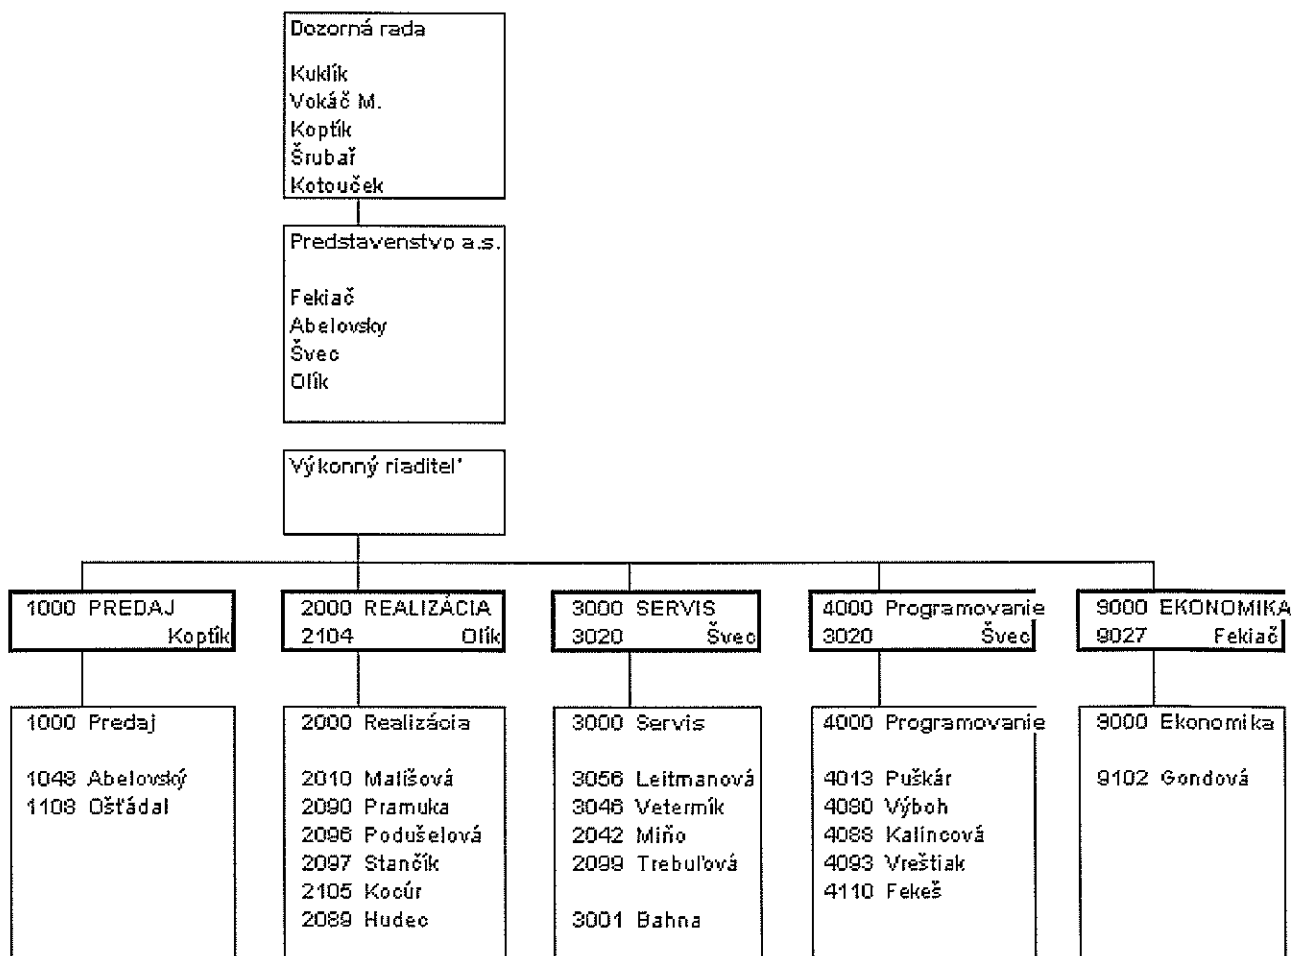 Dozorná rada
Kuklík
Vokáč M.
Koptík
Šrubař
Kotouček
Predstavenstvo a.s.
Fekiač
Abelovsky
Švec
Olík
Výkonný riaditeľ
1000 PREDAJ
Koptík
2000 REALIZÁCIA
2104 Olík
3000 SERVIS
3020 Švec
4000 Programovanie
3020 Švec
9000 EKONOMIKA
9027 Fekiač
1000 Predaj
1048 Abelovský
1108 Ošťádal
2000 Realizácia
2010 Malíšová
2090 Pramuka
2096 Podušelová
2097 Stančík
2105 Kocúr
2089 Hudec
3000 Servis
3056 Leitmanová
3046 Veterník
2042 Miňo
2099 Trebuľová
3001 Bahna
4000 Programovanie
4013 Puškár
4080 Výboh
4088 Kalincová
4093 Vreštiak
4110 Fekeš
9000 Ekonomika
9102 Gondová